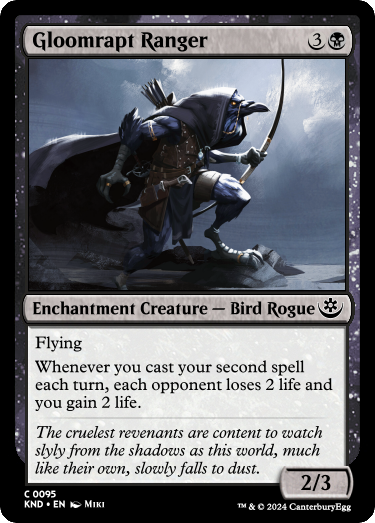 Gloomrapt Ranger 3
Enchantment Creature — Bird Rogue
Flying
Whenever you cast your second spell
each turn, each opponent loses 2 life and
you gain 2 life.
The cruelest revenants are content to watch
slyly from the shadows as this world, much
like their own, slowly falls to dust.
2/3
C 0095
KND • EN Miki
™ & © 2024 CanterburyEgg